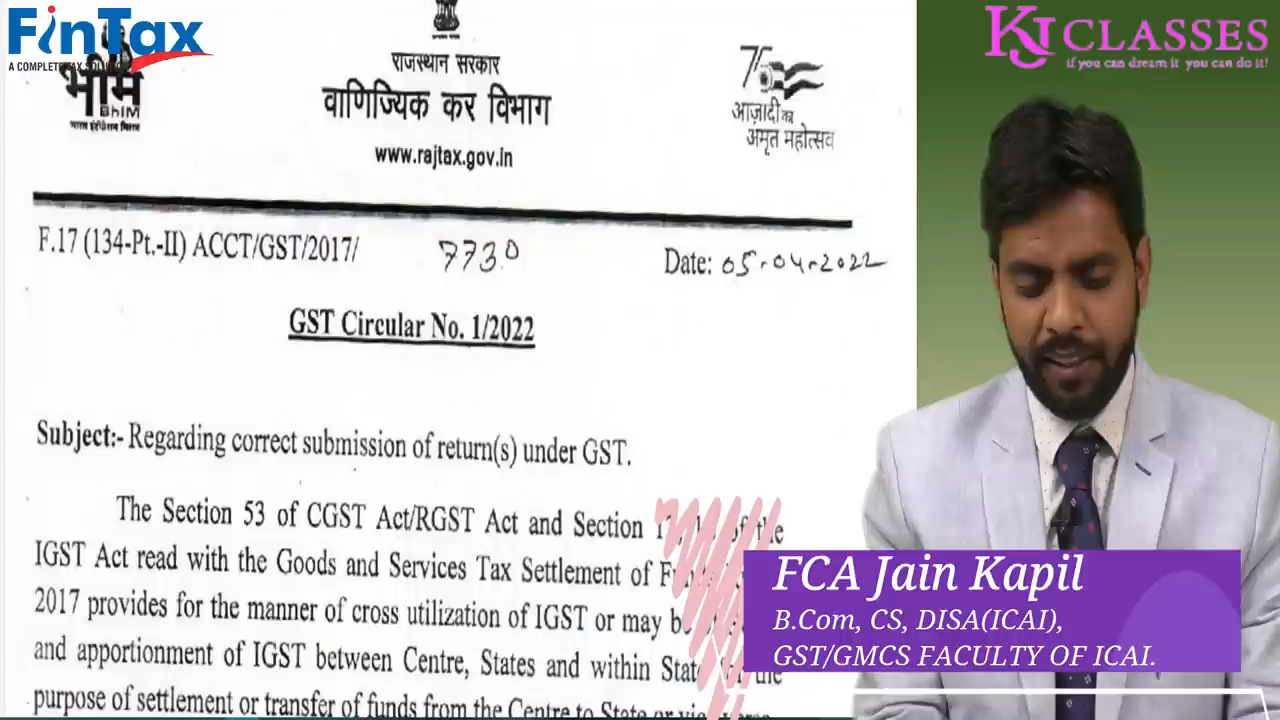 FinTax
A COMPLETE TAX
भीम
BHIM
राजस्थान सरकार
वाणिज्यिक कर विभाग
www.rajtax.gov.in
75
आज़ादी का
अमृत महोत्सव
F.17 (134-Pt.-II) ACCT/GST/2017/ 7730 Date: 05-04-2022
GST Circular No. 1/2022
Subject:- Regarding correct submission of return(s) under GST.
The Section 53 of CGST Act/RGST Act and Section of the
IGST Act read with the Goods and Services Tax Settlement of
2017 provides for the manner of cross utilization of IGST or may
and apportionment of IGST between Centre, States and within the
purpose of settlement or transfer of funds from the Centre to State or
KJ CLASSES
if you can dream it you can do it!
FCA Jain Kapil
B.Com, CS, DISA(ICAI),
GST/GMCS FACULTY OF ICAI.